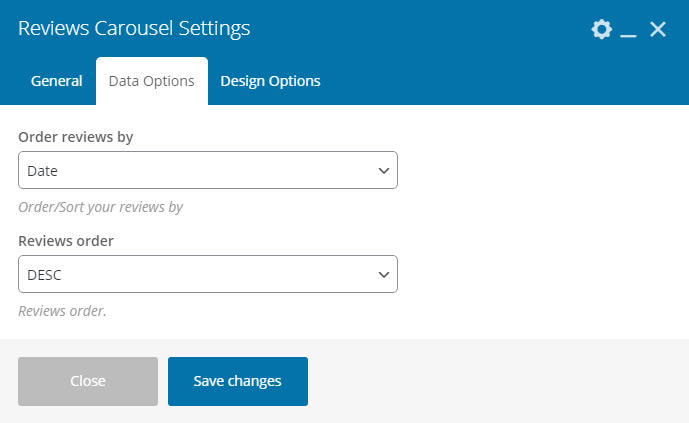 Reviews Carousel Settings
General Data Options Design Options
Order reviews by
Date
Order/Sort your reviews by
Reviews order
DESC
Reviews order.
Close Save changes